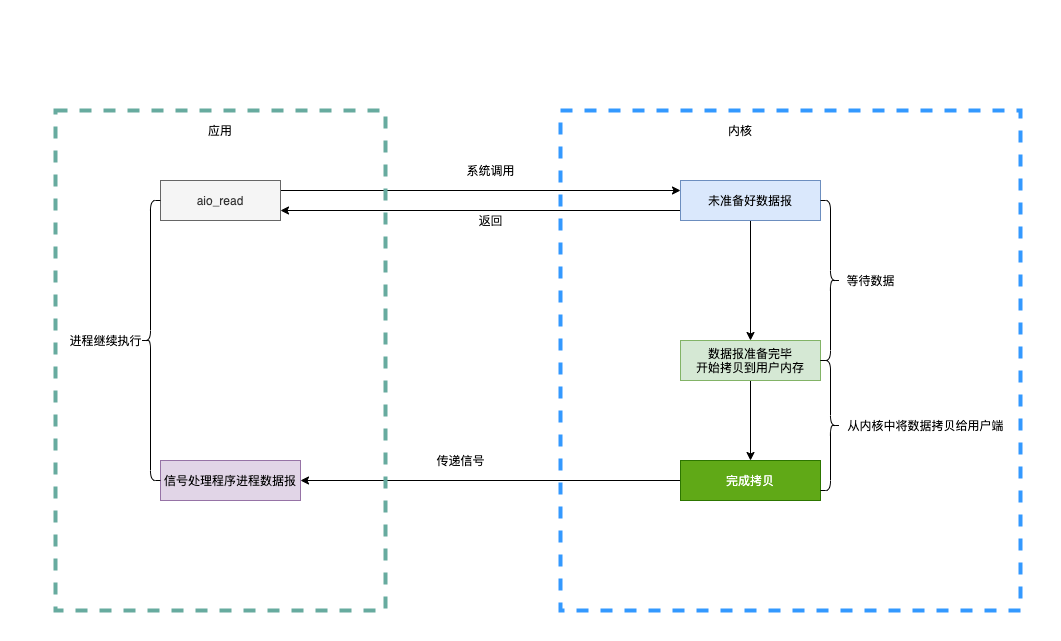 应用
内核
系统调用
aio_read
未准备好数据报
返回
等待数据
进程继续执行
数据报准备完毕
开始拷贝到用户内存
从内核中将数据拷贝给用户端
传递信号
信号处理程序进程数据报
完成拷贝